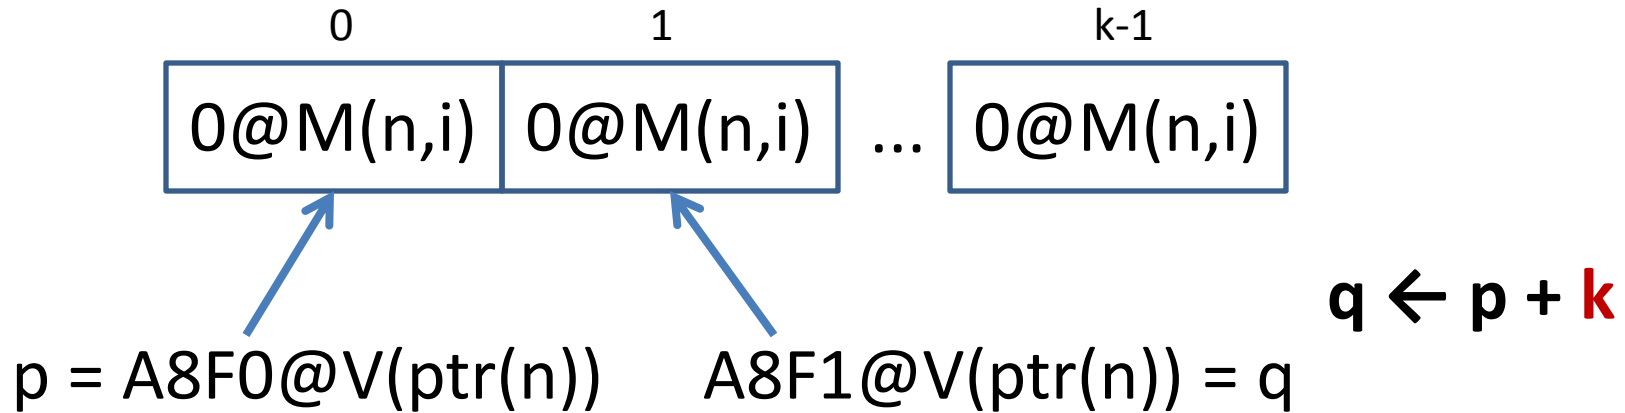 0 1 k-1
0@M(n,i) 0@M(n,i) ... 0@M(n,i)
q ← p + k
p = A8F0@V(ptr(n)) A8F1@V(ptr(n)) = q